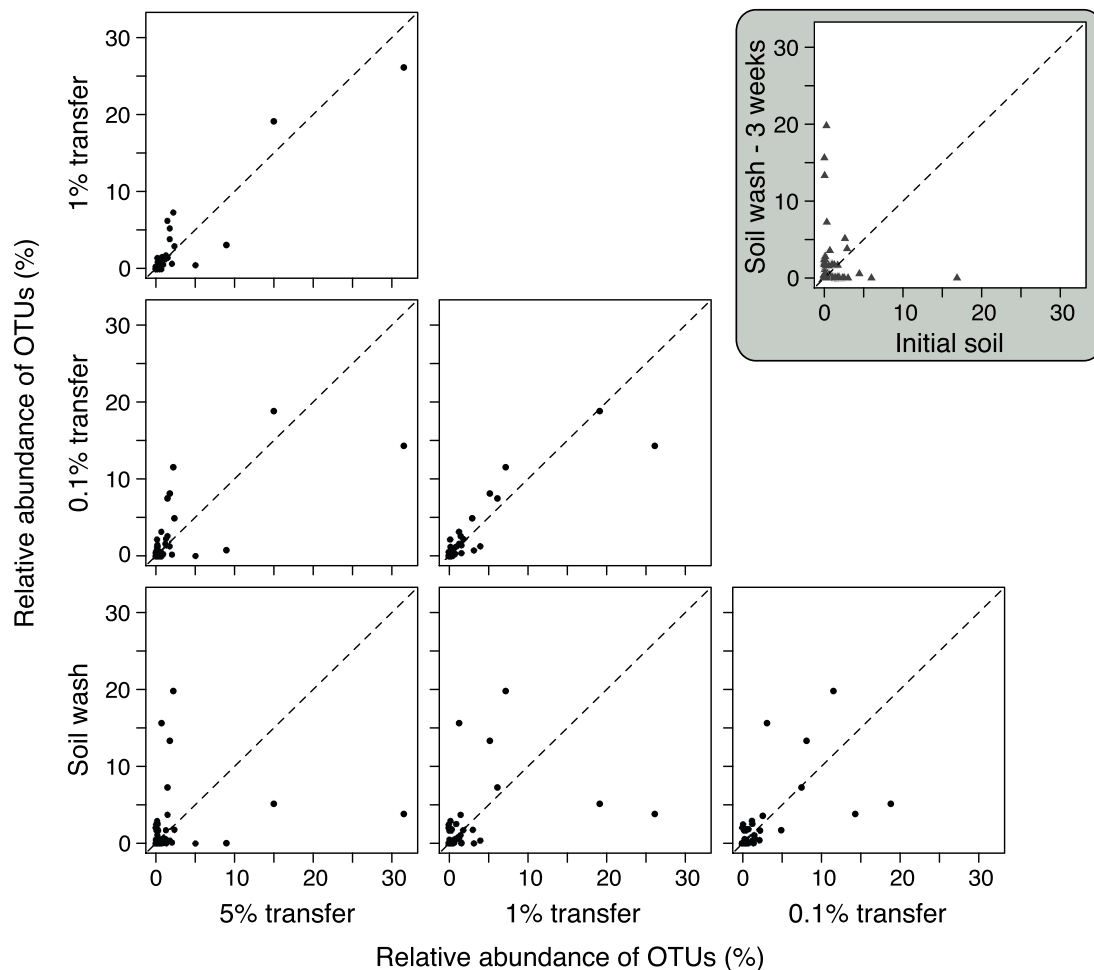 Relative abundance of OTUs (%)
1% transfer
30
20
10
0
Soil wash - 3 weeks
30
20
10
0
0 10 20 30
Initial soil
0.1% transfer
30
20
10
0
Soil wash
30
20
10
0
0 10 20 30
0 10 20 30
0 10 20 30
5% transfer
1% transfer
0.1% transfer
Relative abundance of OTUs (%)